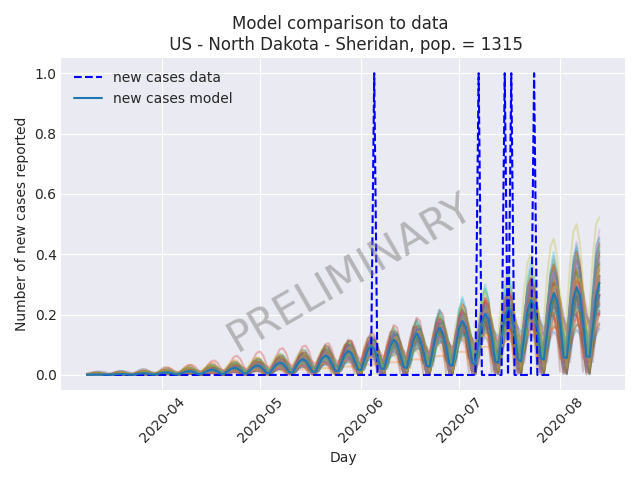 Model comparison to data
US - North Dakota - Sheridan, pop. = 1315
new cases data
new cases model
Number of new cases reported
1.0
0.8
0.6
0.4
0.2
0.0
PRELIMINARY
2020-04
2020-05
2020-06
2020-07
2020-08
Day